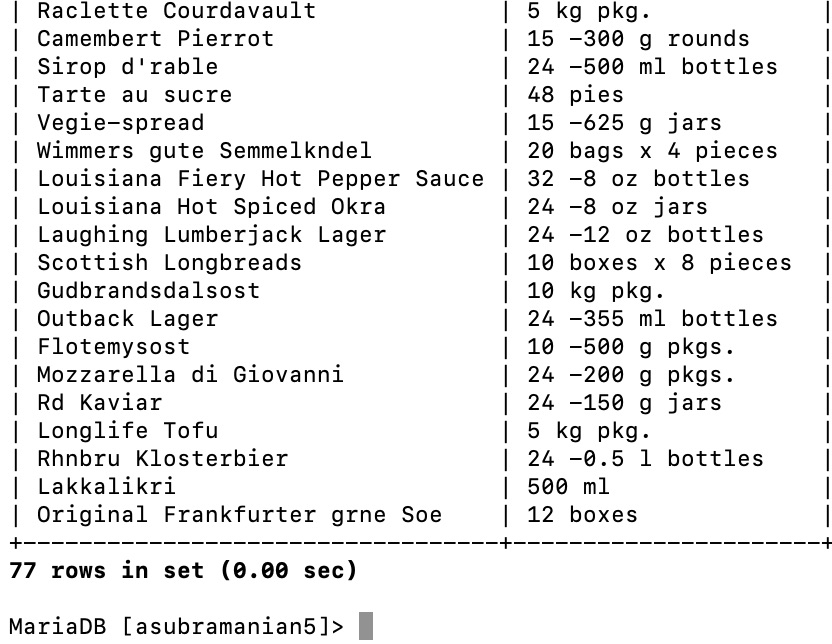 | Raclette Courdavault             | 5 kg pkg.            |
| Camembert Pierrot                | 15 -300 g rounds     |
| Sirop d'rable                    | 24 -500 ml bottles   |
| Tarte au sucre                   | 48 pies              |
| Vegie-spread                     | 15 -625 g jars       |
| Wimmers gute Semmelkndel         | 20 bags x 4 pieces   |
| Louisiana Fiery Hot Pepper Sauce | 32 -8 oz bottles     |
| Louisiana Hot Spiced Okra        | 24 -8 oz jars        |
| Laughing Lumberjack Lager        | 24 -12 oz bottles    |
| Scottish Longbreads              | 10 boxes x 8 pieces  |
| Gudbrandsdalsost                 | 10 kg pkg.           |
| Outback Lager                    | 24 -355 ml bottles   |
| Flotemysost                      | 10 -500 g pkgs.      |
| Mozzarella di Giovanni           | 24 -200 g pkgs.      |
| Rd Kaviar                        | 24 -150 g jars       |
| Longlife Tofu                    | 5 kg pkg.            |
| Rhnbru Klosterbier               | 24 -0.5 l bottles    |
| Lakkalikri                       | 500 ml               |
| Original Frankfurter grne Soe    | 12 boxes             |
+----------------------------------+----------------------+
77 rows in set (0.00 sec)
MariaDB [asubramanian5]>